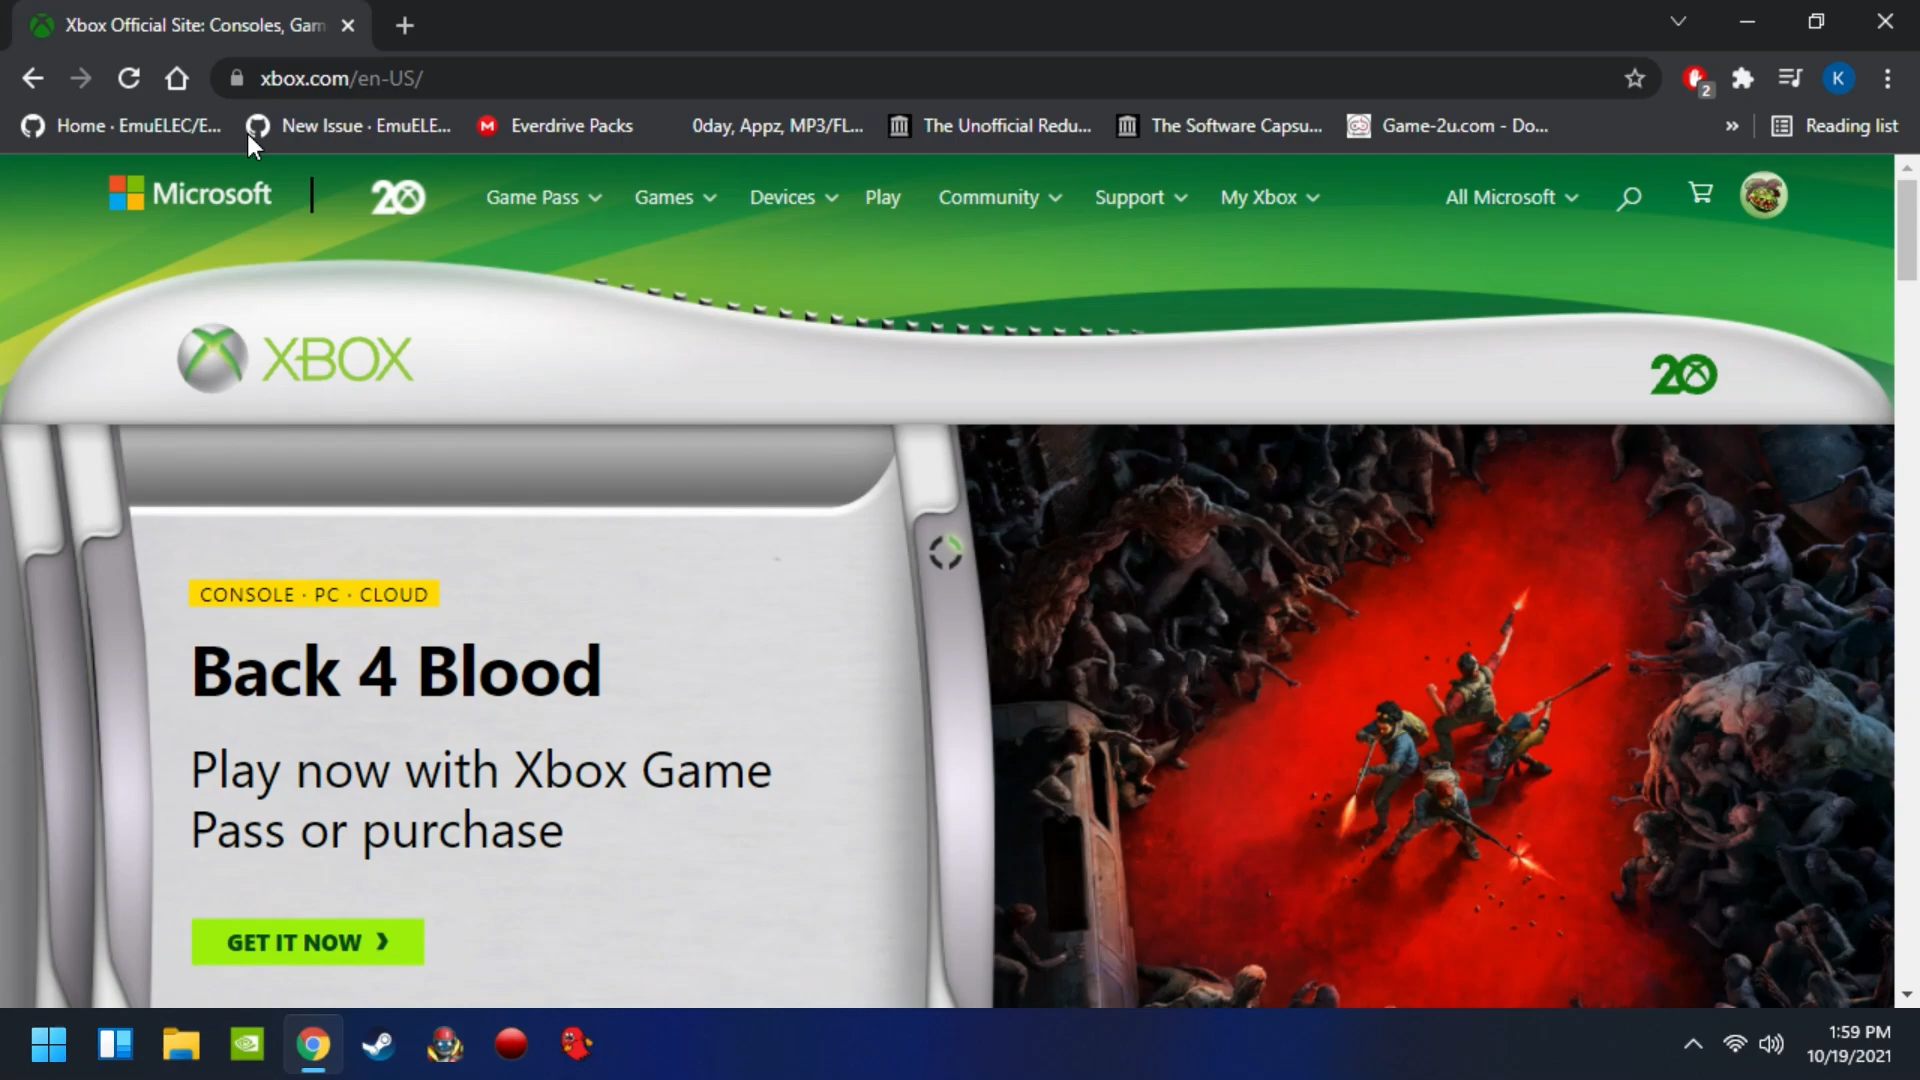 Xbox Official Site: Consoles, Gam
xbox.com/en-US/
2
K
Home · EmuELEC/E...
New Issue · EmuELE...
M
Everdrive Packs
0day, Appz, MP3/FL...
The Unofficial Redu...
The Software Capsu...
Game-2u.com - Do...
»
Reading list
Microsoft
20
Game Pass
Games
Devices
Play
Community
Support
My Xbox
All Microsoft
XBOX
20
CONSOLE · PC · CLOUD
Back 4 Blood
Play now with Xbox Game
Pass or purchase
GET IT NOW
1:59 PM
10/19/2021